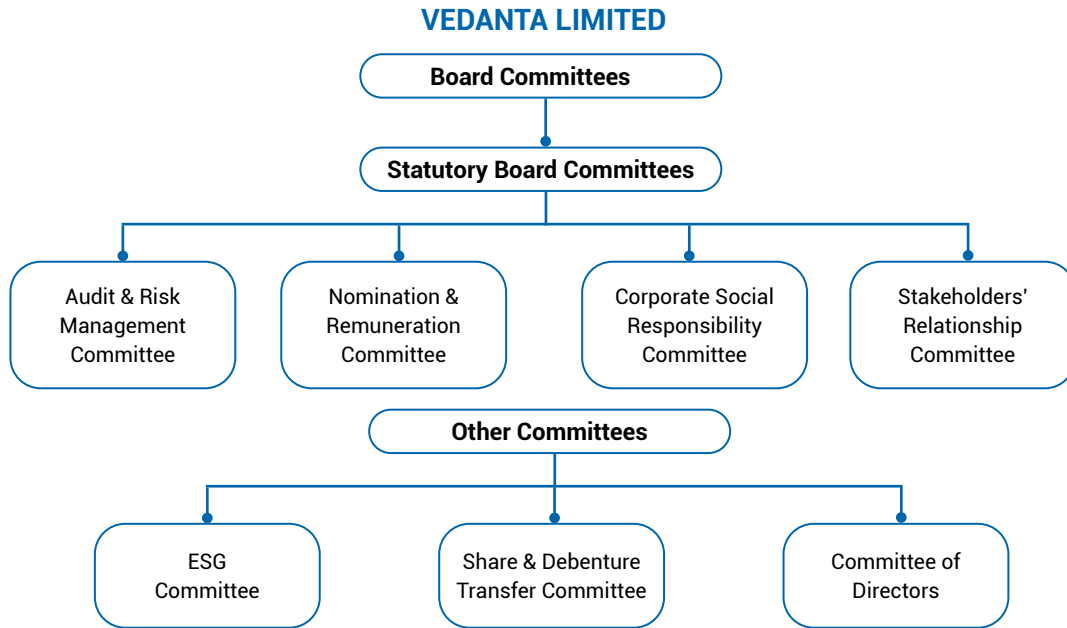 VEDANTA LIMITED
Board Committees
Statutory Board Committees
Audit & Risk
Management
Committee
Nomination &
Remuneration
Committee
Corporate Social
Responsibility
Committee
Stakeholders'
Relationship
Committee
Other Committees
ESG
Committee
Share & Debenture
Transfer Committee
Committee of
Directors